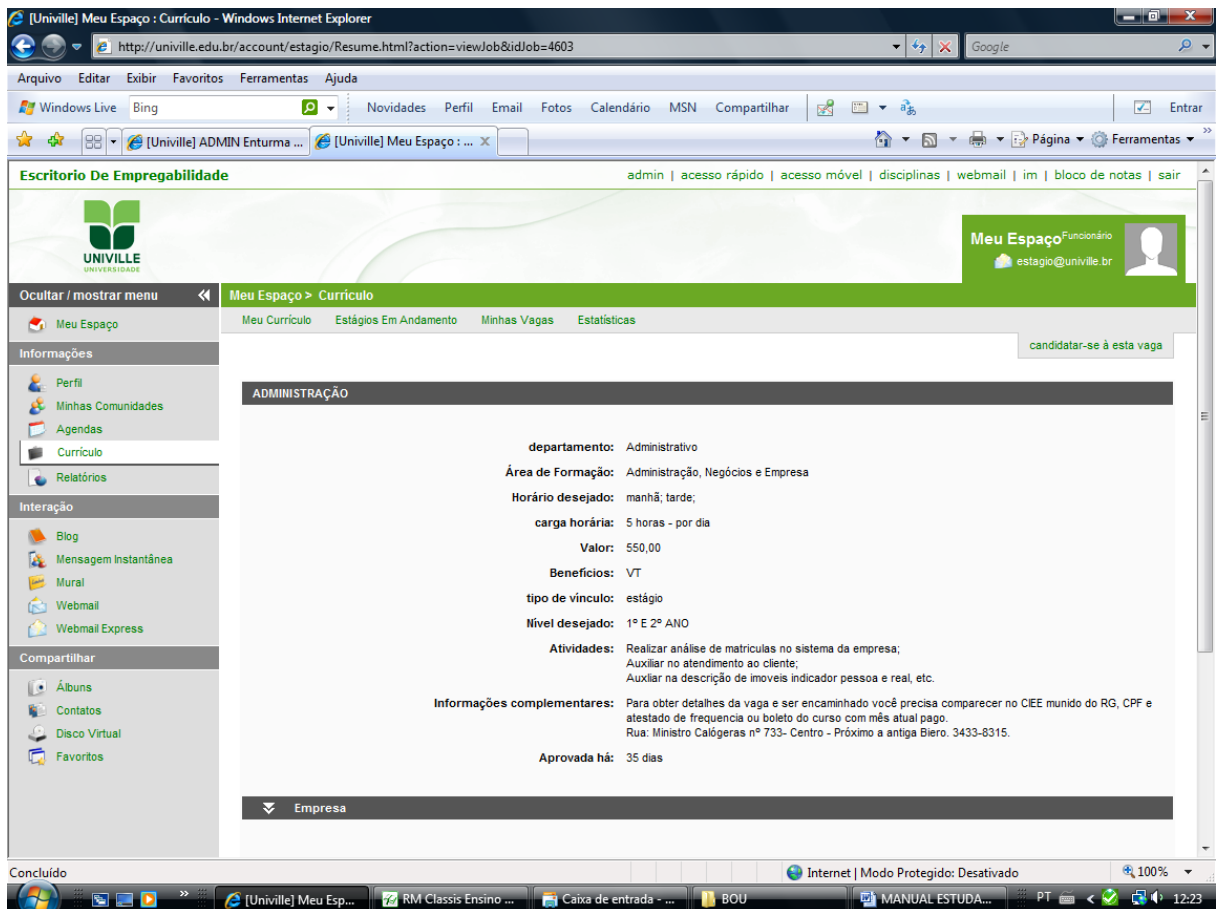 [Univille] Meu Espaço : Currículo - Windows Internet Explorer
http://univille.edu.br/account/estagio/Resume.html?action=viewJob&idJob=4603
Google
Arquivo Editar Exibir Favoritos Ferramentas Ajuda
Windows Live Bing Novidades Perfil Email Fotos Calendário MSN Compartilhar Entrar
[Univille] ADMIN Enturma ... [Univille] Meu Espaço : ... X Página Ferramentas »
Escritorio De Empregabilidade admin | acesso rápido | acesso móvel | disciplinas | webmail | im | bloco de notas | sair
UNIVILLE
UNIVERSIDADE
Meu Espaço Funcionário
estagio@univille.br
Ocultar / mostrar menu
Meu Espaço > Curriculo
Meu Currículo Estágios Em Andamento Minhas Vagas Estatísticas
candidatar-se à esta vaga
Meu Espaço
Informações
Perfil
Minhas Comunidades
Agendas
Currículo
Relatórios
Interação
Blog
Mensagem Instantânea
Mural
Webmail
Webmail Express
Compartilhar
Álbuns
Contatos
Disco Virtual
Favoritos
ADMINISTRAÇÃO
departamento: Administrativo
Área de Formação: Administração, Negócios e Empresa
Horário desejado: manhã; tarde;
carga horária: 5 horas - por dia
Valor: 550,00
Benefícios: VT
tipo de vínculo: estágio
Nível desejado: 1º E 2º ANO
Atividades: Realizar análise de matriculas no sistema da empresa;
Auxiliar no atendimento ao cliente;
Auxliar na descrição de imoveis indicador pessoa e real, etc.
Informações complementares: Para obter detalhes da vaga e ser encaminhado você precisa comparecer no CIEE munido do RG, CPF e
atestado de frequencia ou boleto do curso com mês atual pago.
Rua: Ministro Calógeras nº 733- Centro - Próximo a antiga Biero. 3433-8315.
Aprovada há: 35 dias
Empresa
Concluído Internet | Modo Protegido: Desativado 100%
» [Univille] Meu Esp... RM Classis Ensino ... Caixa de entrada - ... BOU MANUAL ESTUDA... PT < 12:23